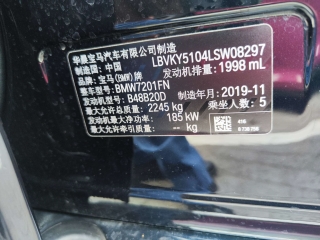 华晨宝马汽车有限公司制造
制造国: 中国 LBVKY5104LSW08297
品牌: 宝马(BMW)牌 发动机排量: 1998 mL
整车型号: BMW7201FN
发动机型号: B48B20D
最大允许总质量: 2245 kg 制造年月: 2019-11
发动机最大净功率: 185 kW 乘坐人数: 5
最大允许牵引质量: -/- kg